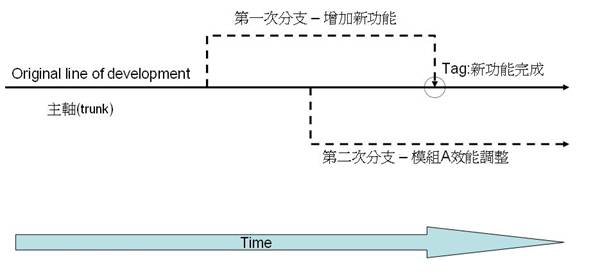 第一次分支 – 增加新功能
Original line of development
Tag:新功能完成
主軸(trunk)
第二次分支 – 模組A效能調整
Time